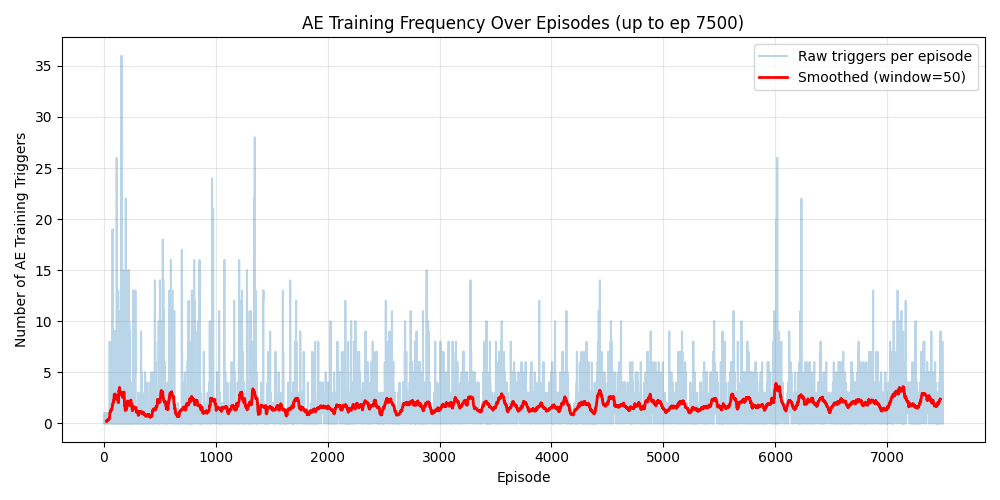 AE Training Frequency Over Episodes (up to ep 7500)
Raw triggers per episode
Smoothed (window=50)
Number of AE Training Triggers
35
30
25
20
15
10
5
0
0 1000 2000 3000 4000 5000 6000 7000
Episode